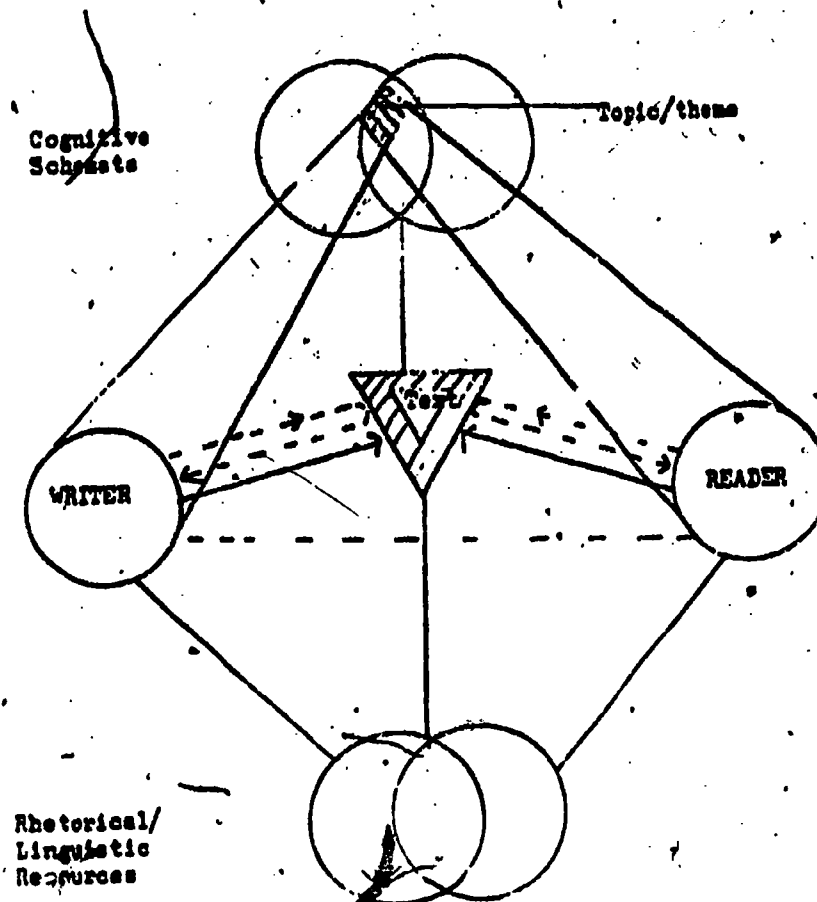 Topic/theme
Cognitive
Schemata
Text
WRITER
READER
Rhetorical/
Linguistic
Resources